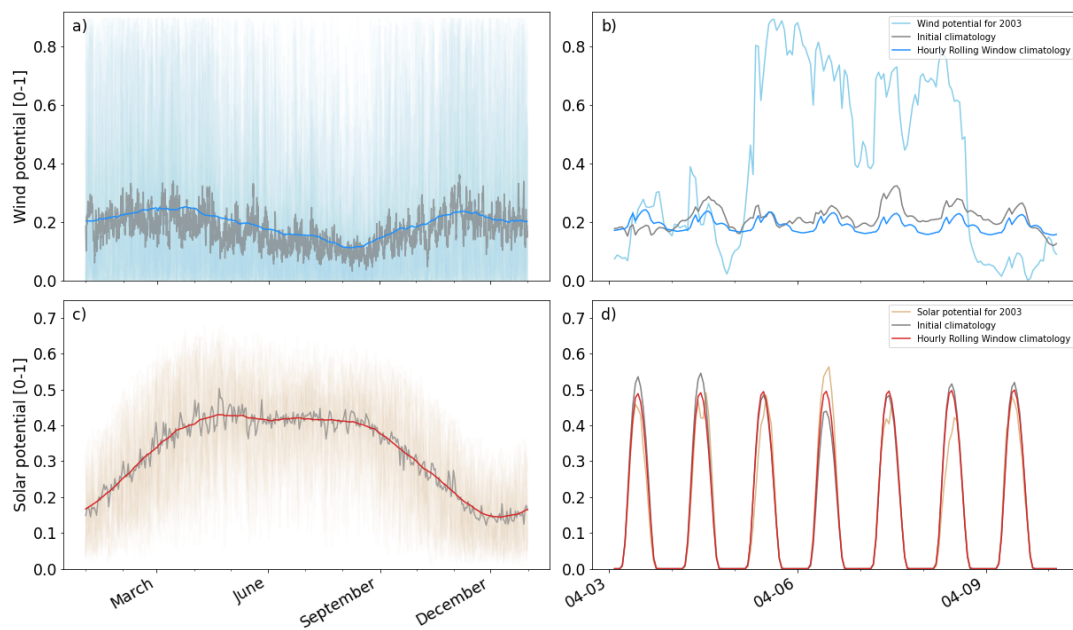 a)
Wind potential [0-1]
0.8
0.6
0.4
0.2
0.0
b)
Wind potential for 2003
Initial climatology
Hourly Rolling Window climatology
0.8
0.6
0.4
0.2
0.0
c)
Solar potential [0-1]
0.7
0.6
0.5
0.4
0.3
0.2
0.1
0.0
March
June
September
December
d)
Solar potential for 2003
Initial climatology
Hourly Rolling Window climatology
0.7
0.6
0.5
0.4
0.3
0.2
0.1
0.0
04-03
04-06
04-09